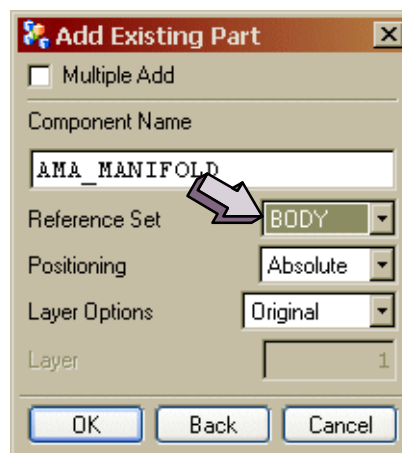 Add Existing Part
Multiple Add
Component Name
AMA_MANIFOLD
Reference Set BODY
Positioning Absolute
Layer Options Original
Layer 1
OK Back Cancel